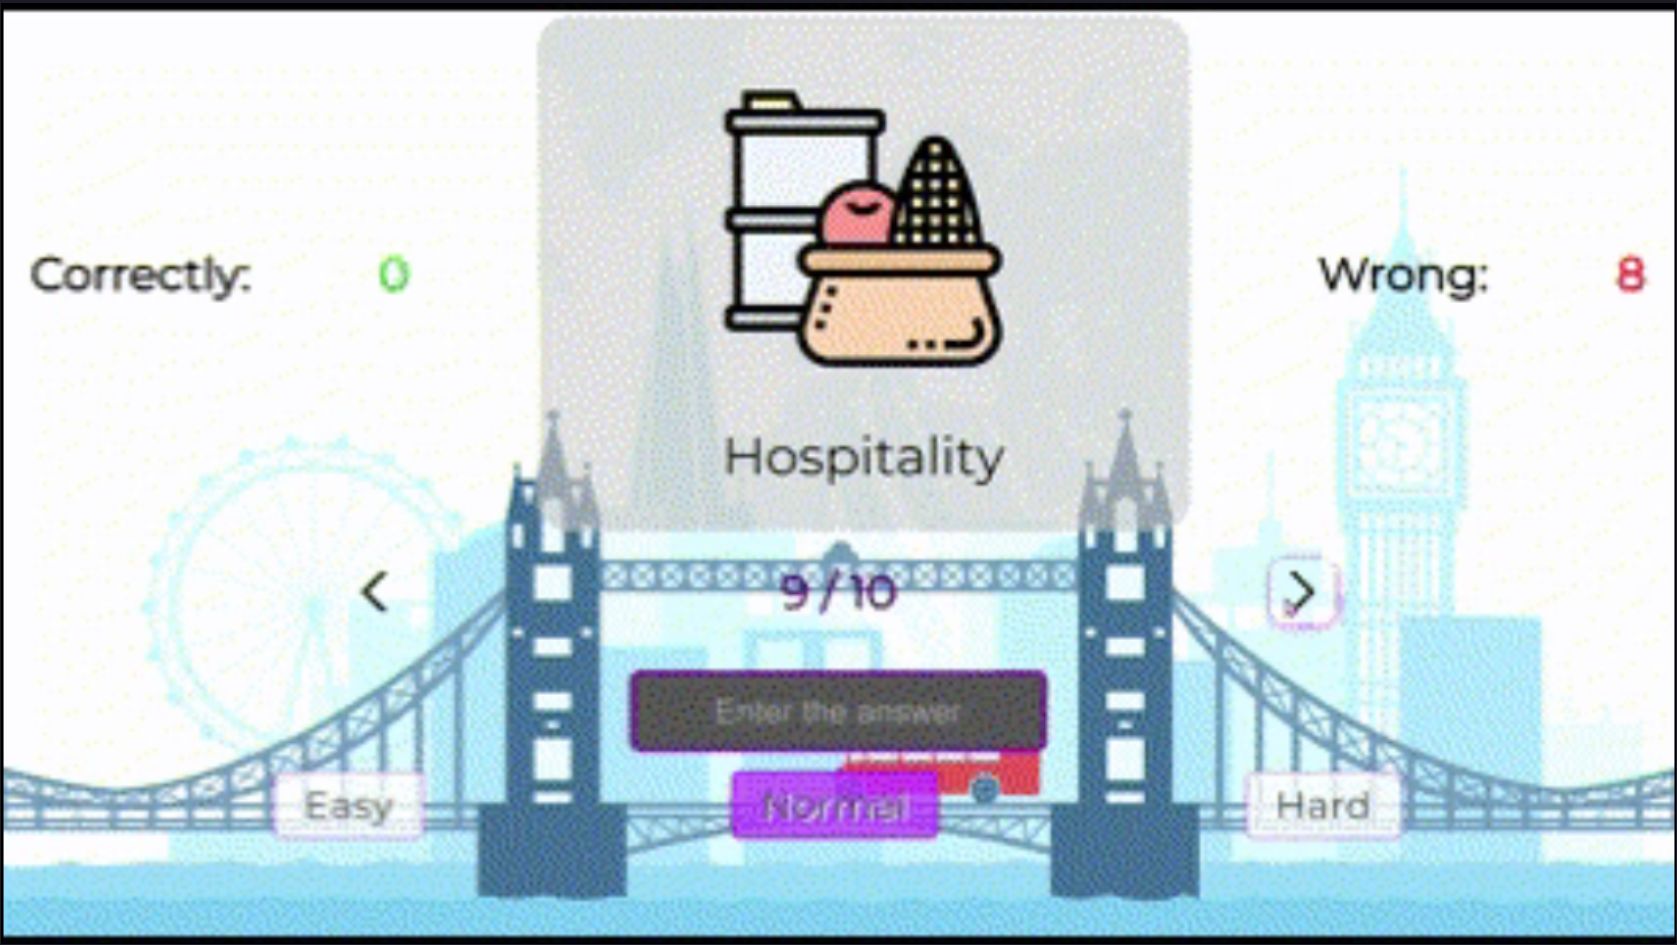 Correctly: 0
Wrong: 8
Hospitality
<
9 / 10
>
Enter the answer
Easy
Normal
Hard